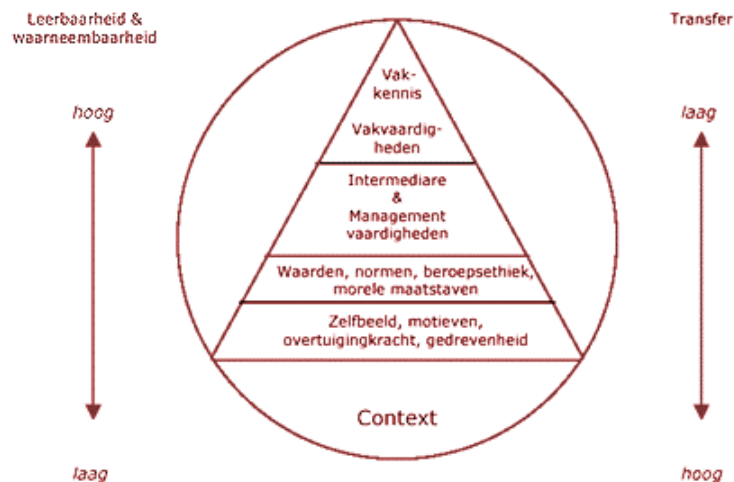 Leerbaarheid &
waarneembaarheid
Transfer
hoog
laag
Vak-
kennis
Vakvaardig-
heden
Intermediare
&
Management
vaardigheden
Waarden, normen, beroepsethiek,
morele maatstaven
Zelfbeeld, motieven,
overtuigingkracht, gedrevenheid
Context
laag
hoog